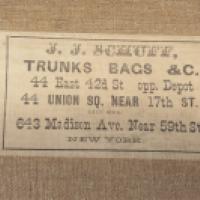 J. J. SCHUFF,
TRUNKS BAGS &C.
44 East 42d St opp. Depot
44 UNION SQ. NEAR 17th ST.
643 Madison Ave. Near 59th St
NEW YORK